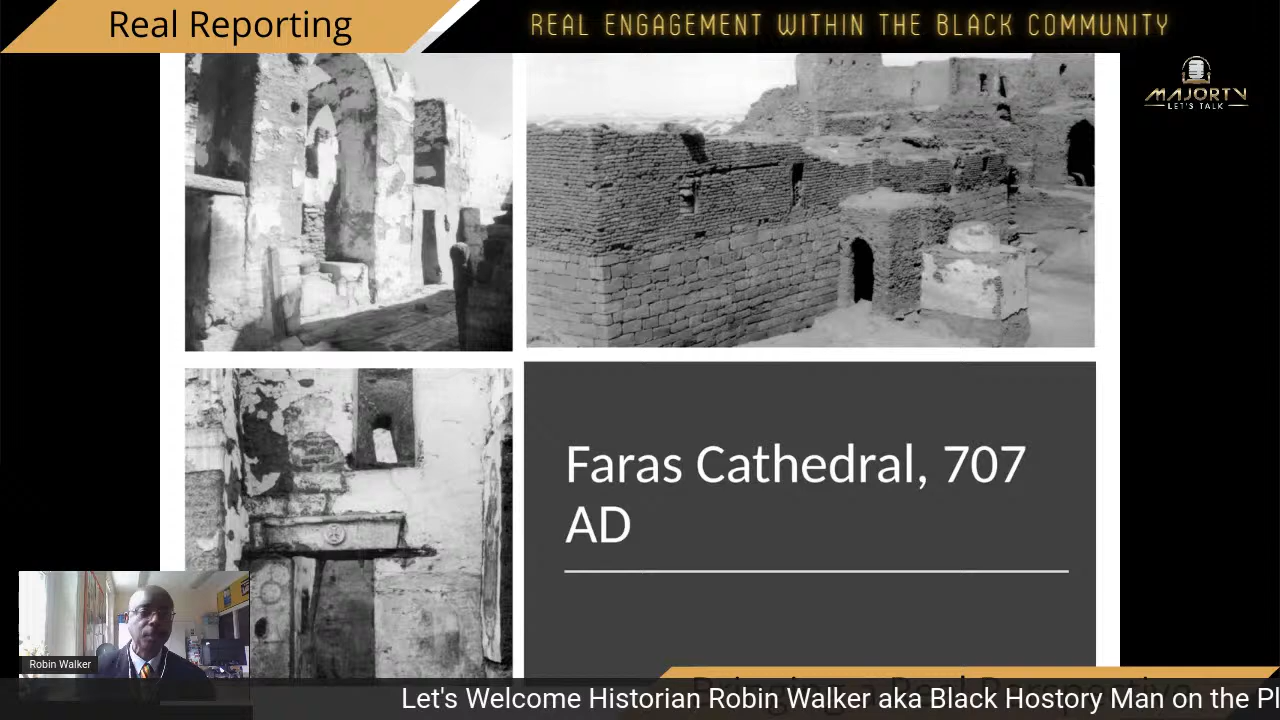 Real Reporting
REAL ENGAGEMENT WITHIN THE BLACK COMMUNITY
MAJORTV
LET'S TALK
Faras Cathedral, 707
AD
Robin Walker
Let's Welcome Historian Robin Walker aka Black Hostory Man on the Pl